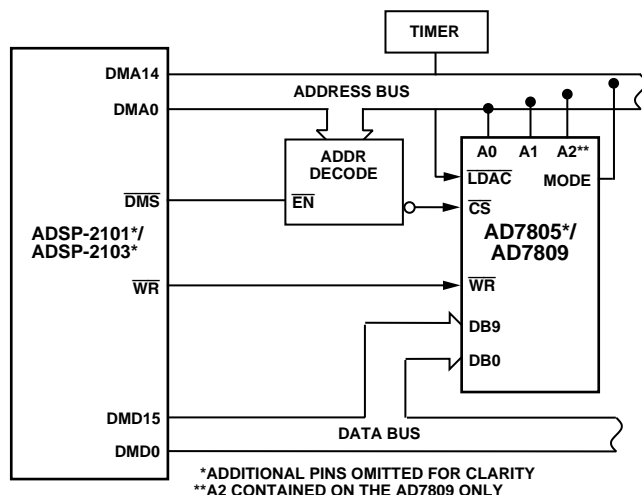 TIMER
DMA14
ADDRESS BUS
DMA0
A0 A1 A2**
ADDR
DECODE
LDAC
MODE
DMS
EN
CS
ADSP-2101*/
ADSP-2103*
AD7805*/
AD7809
WR
WR
DB9
DB0
DMD15
DATA BUS
DMD0
*ADDITIONAL PINS OMITTED FOR CLARITY
**A2 CONTAINED ON THE AD7809 ONLY